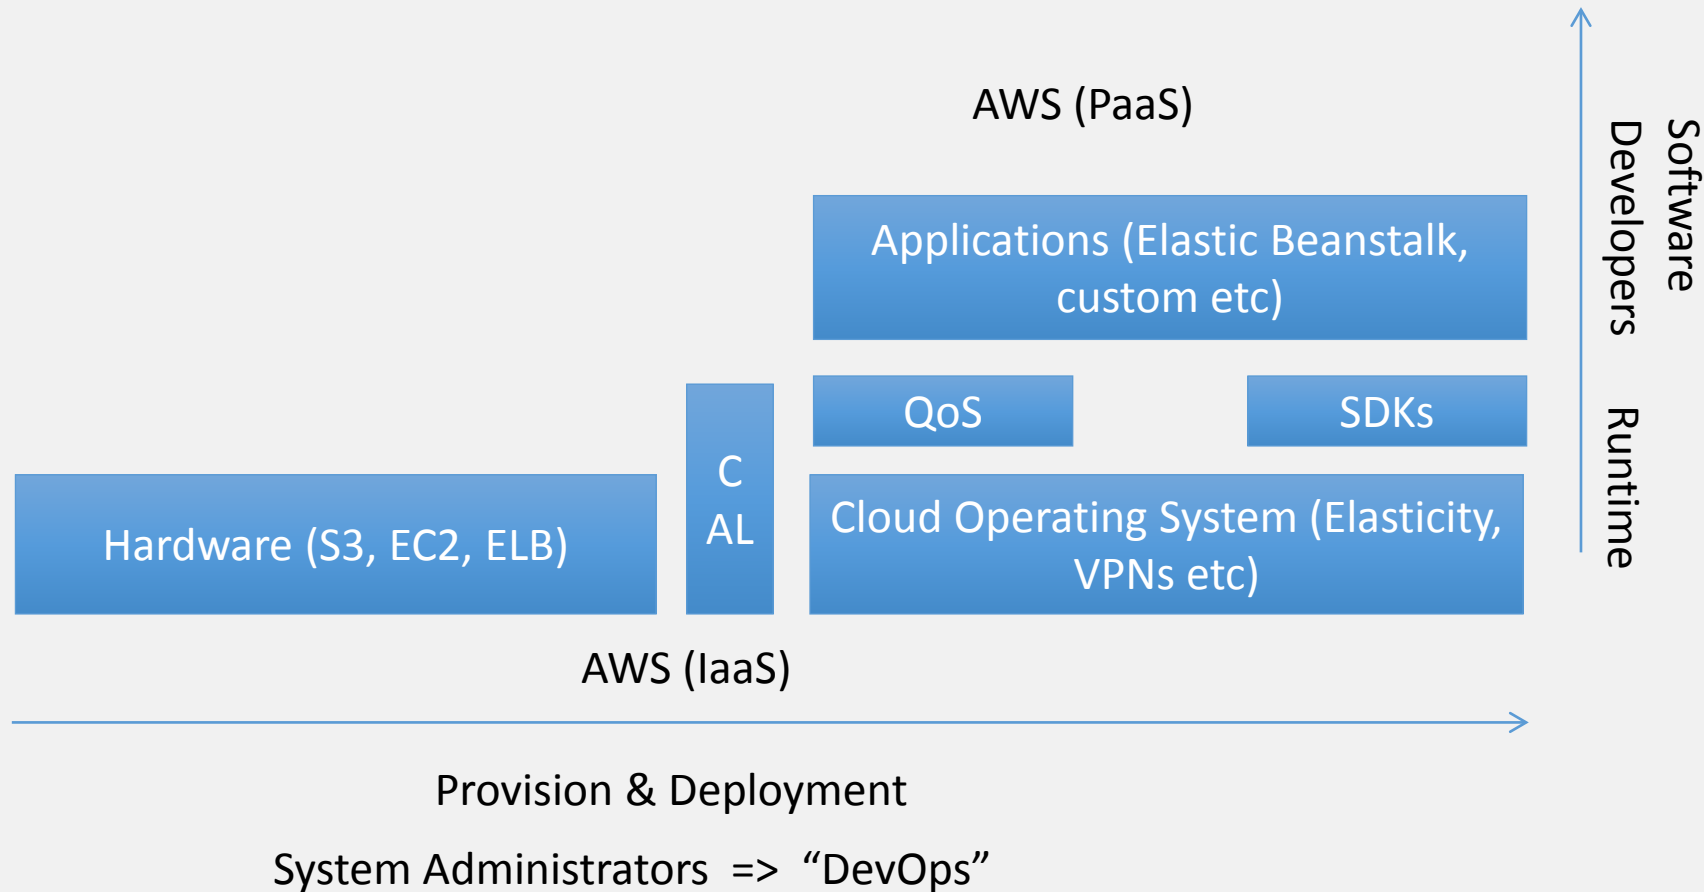 AWS (PaaS)
Applications (Elastic Beanstalk,
custom etc)
QoS
SDKs
C
AL
Hardware (S3, EC2, ELB)
Cloud Operating System (Elasticity,
VPNs etc)
AWS (IaaS)
Provision & Deployment
System Administrators => “DevOps”
Software
Developers
Runtime